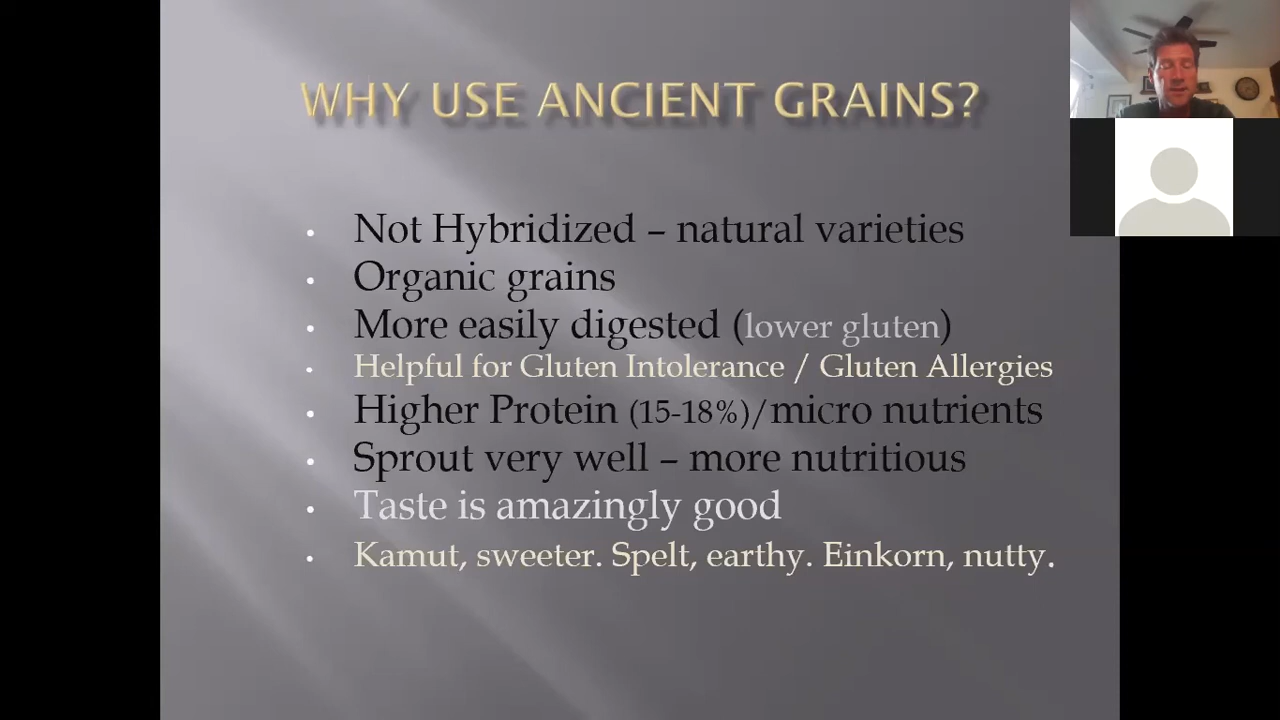 WHY USE ANCIENT GRAINS?
• Not Hybridized – natural varieties
• Organic grains
• More easily digested (lower gluten)
• Helpful for Gluten Intolerance / Gluten Allergies
• Higher Protein (15-18%)/micro nutrients
• Sprout very well – more nutritious
• Taste is amazingly good
• Kamut, sweeter. Spelt, earthy. Einkorn, nutty.